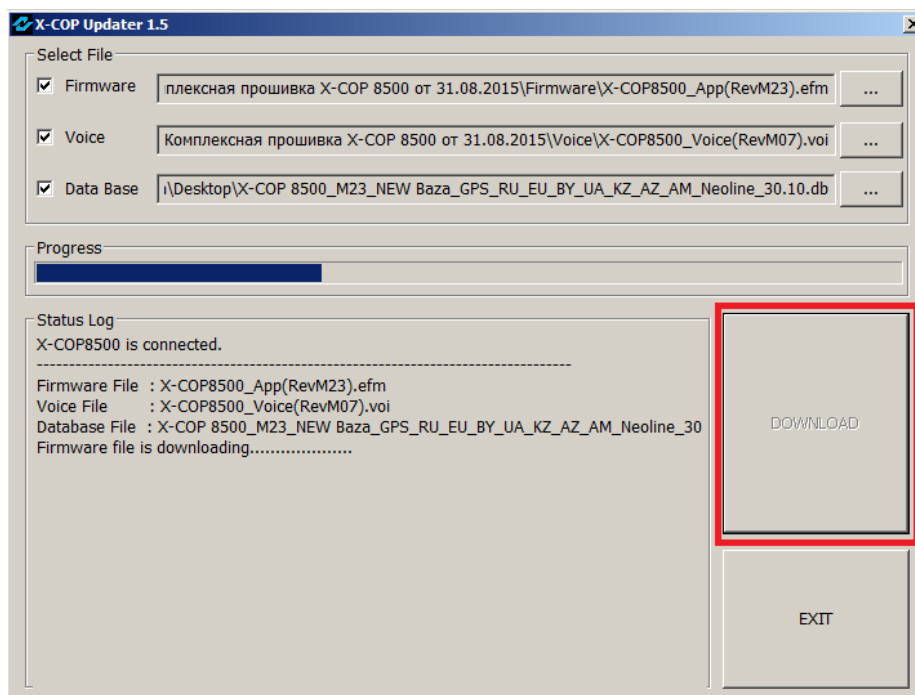 X-COP Updater 1.5
Select File
Firmware плексная прошивка X-COP 8500 от 31.08.2015\Firmware\X-COP8500_App(RevM23).efm ...
Voice Комплексная прошивка X-COP 8500 от 31.08.2015\Voice\X-COP8500_Voice(RevM07).voi ...
Data Base \Desktop\X-COP 8500_M23_NEW Baza_GPS_RU_EU_BY_UA_KZ_AZ_AM_Neoline_30.10.db ...
Progress
Status Log
X-COP8500 is connected.
-----------------------------------------------------------------------------------
Firmware File : X-COP8500_App(RevM23).efm
Voice File : X-COP8500_Voice(RevM07).voi
Database File : X-COP 8500_M23_NEW Baza_GPS_RU_EU_BY_UA_KZ_AZ_AM_Neoline_30
Firmware file is downloading....................
DOWNLOAD
EXIT